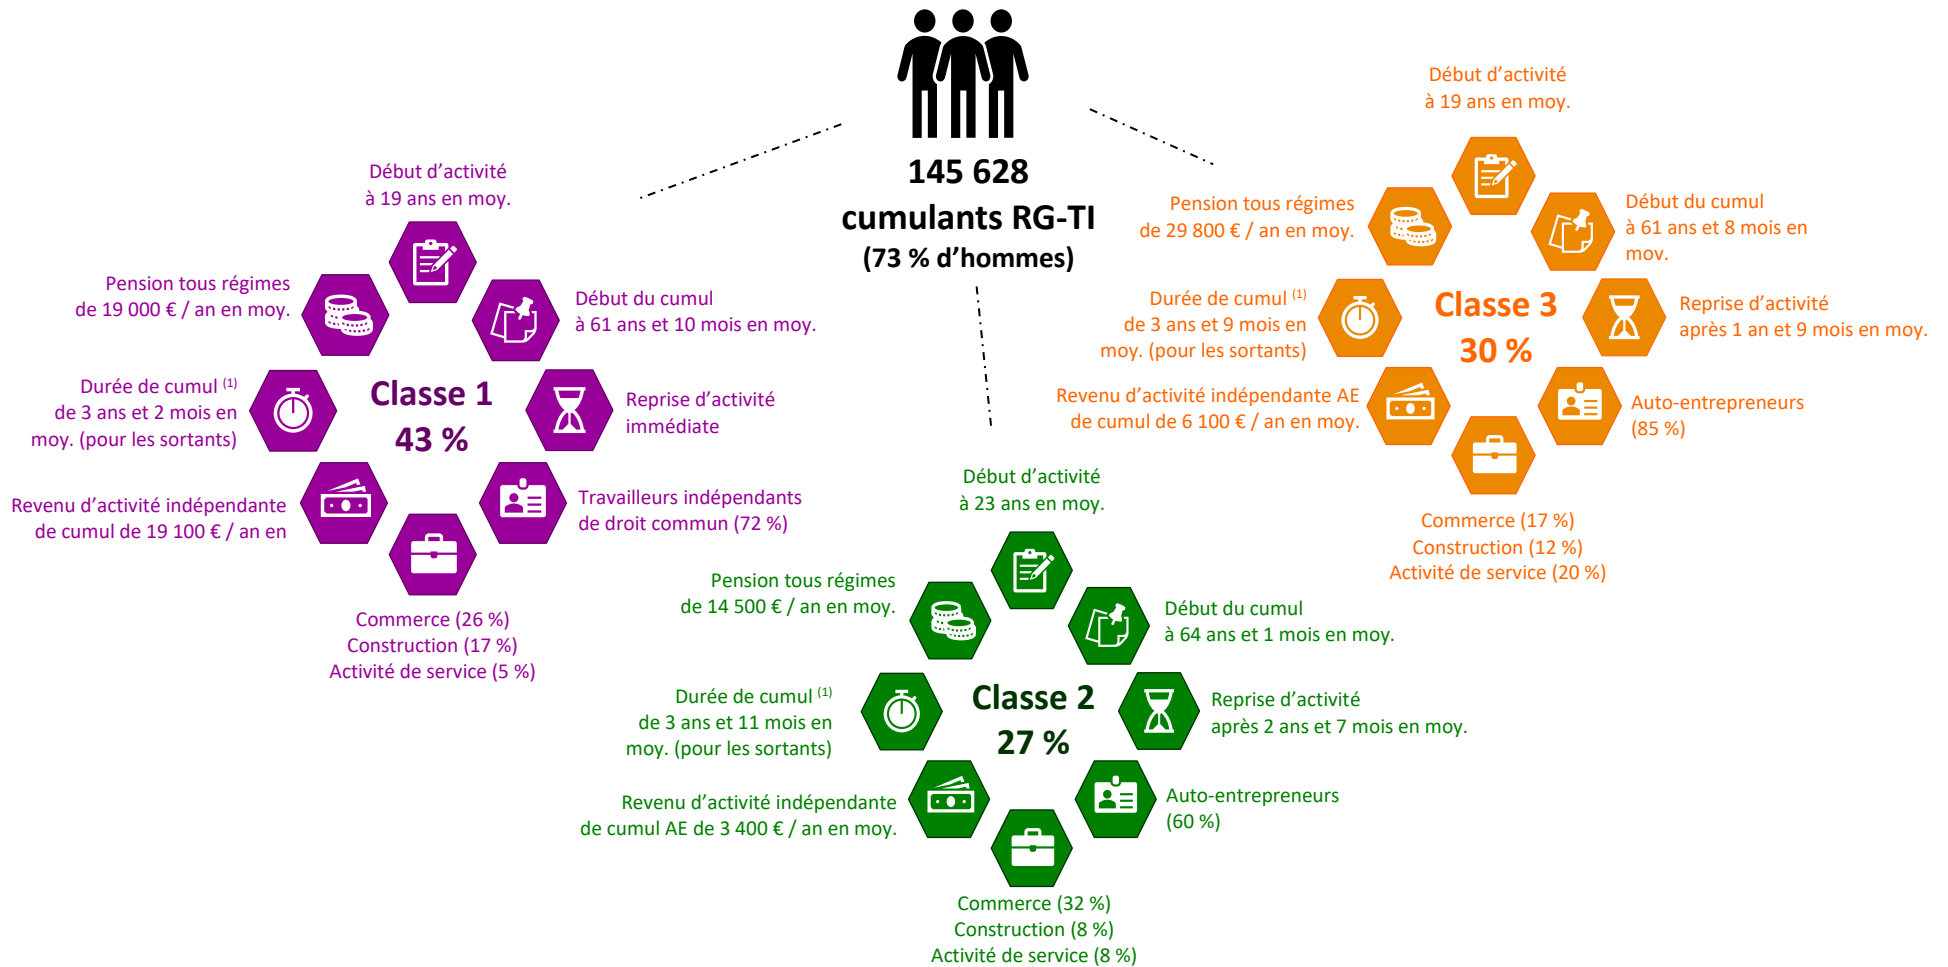 145 628
cumulants RG-TI
(73 % d’hommes)
Début d’activité
à 19 ans en moy.
Pension tous régimes
de 19 000 € / an en moy.
Début du cumul
à 61 ans et 10 mois en moy.
Durée de cumul (1)
de 3 ans et 2 mois en
moy. (pour les sortants)
Classe 1
43 %
Reprise d’activité
immédiate
Revenu d’activité indépendante
de cumul de 19 100 € / an en
Travailleurs indépendants
de droit commun (72 %)
Commerce (26 %)
Construction (17 %)
Activité de service (5 %)
Début d’activité
à 23 ans en moy.
Pension tous régimes
de 14 500 € / an en moy.
Début du cumul
à 64 ans et 1 mois en moy.
Durée de cumul (1)
de 3 ans et 11 mois en
moy. (pour les sortants)
Classe 2
27 %
Reprise d’activité
après 2 ans et 7 mois en moy.
Revenu d’activité indépendante
de cumul AE de 3 400 € / an en moy.
Auto-entrepreneurs
(60 %)
Commerce (32 %)
Construction (8 %)
Activité de service (8 %)
Début d’activité
à 19 ans en moy.
Pension tous régimes
de 29 800 € / an en moy.
Début du cumul
à 61 ans et 8 mois en
moy.
Durée de cumul (1)
de 3 ans et 9 mois en
moy. (pour les sortants)
Classe 3
30 %
Reprise d’activité
après 1 an et 9 mois en moy.
Revenu d’activité indépendante AE
de cumul de 6 100 € / an en moy.
Auto-entrepreneurs
(85 %)
Commerce (17 %)
Construction (12 %)
Activité de service (20 %)